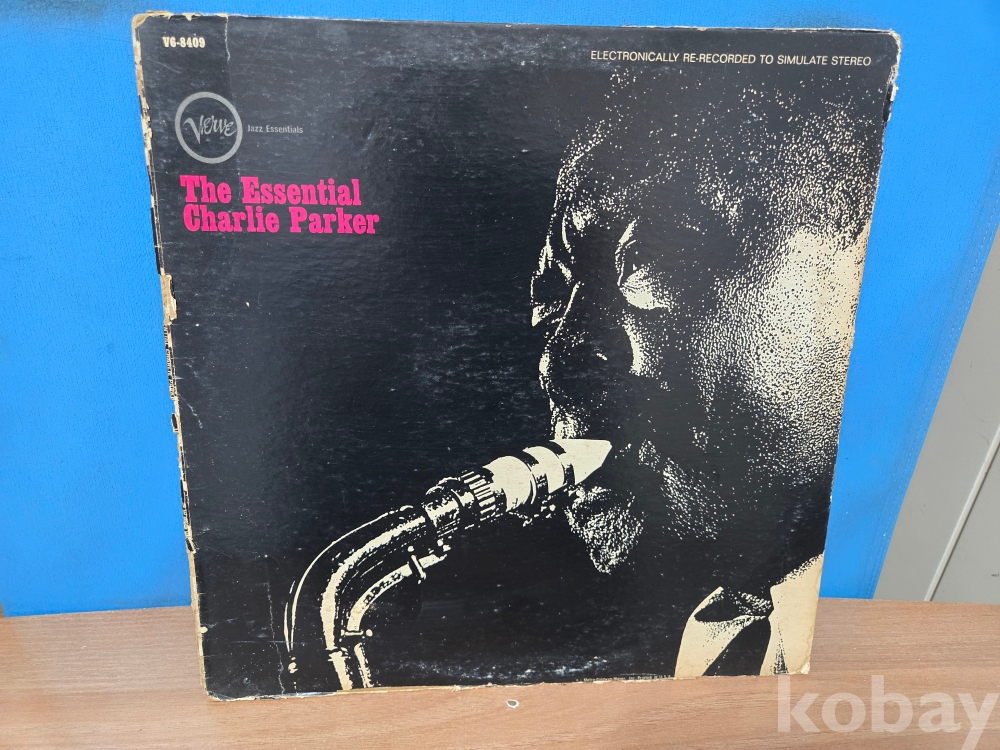 V6-8409
ELECTRONICALLY RE-RECORDED TO SIMULATE STEREO
Verve
Jazz Essentials
The Essential
Charlie Parker
kobay